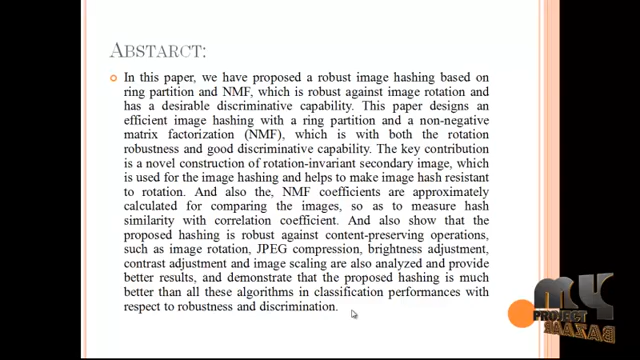 ABSTARCT:
In this paper, we have proposed a robust image hashing based on
ring partition and NMF, which is robust against image rotation and
has a desirable discriminative capability. This paper designs an
efficient image hashing with a ring partition and a non-negative
matrix factorization (NMF), which is with both the rotation
robustness and good discriminative capability. The key contribution
is a novel construction of rotation-invariant secondary image, which
is used for the image hashing and helps to make image hash resistant
to rotation. And also the, NMF coefficients are approximately
calculated for comparing the images, so as to measure hash
similarity with correlation coefficient. And also show that the
proposed hashing is robust against content-preserving operations,
such as image rotation, JPEG compression, brightness adjustment,
contrast adjustment and image scaling are also analyzed and provide
better results, and demonstrate that the proposed hashing is much
better than all these algorithms in classification performances with
respect to robustness and discrimination.
MY
PROJECT
BAZAAR